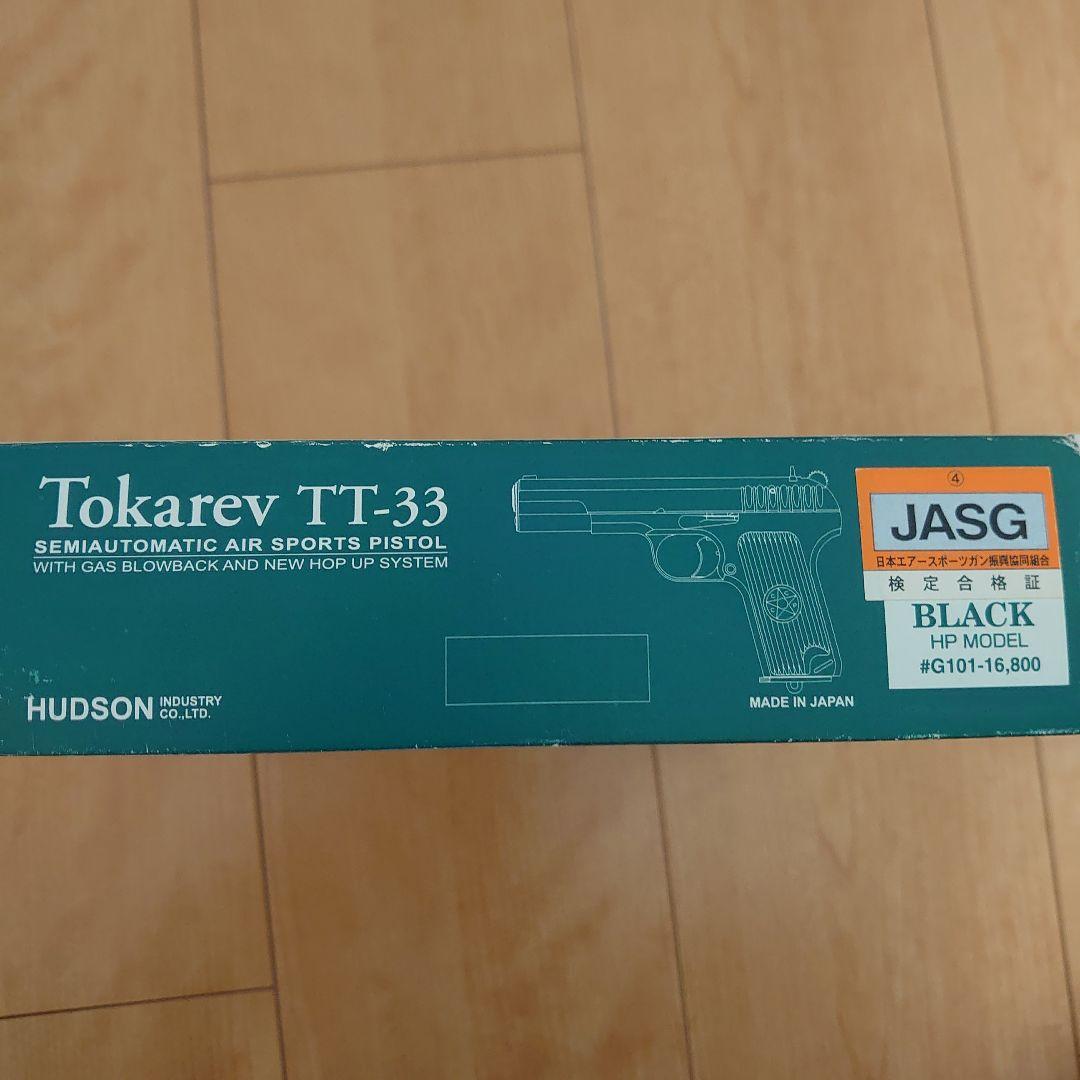 Tokarev TT-33
SEMIAUTOMATIC AIR SPORTS PISTOL
WITH GAS BLOWBACK AND NEW HOP UP SYSTEM
HUDSON INDUSTRY CO.,LTD.
MADE IN JAPAN
④
JASG
日本エアースポーツガン振興協同組合
検定合格証
BLACK
HP MODEL
#G101-16,800